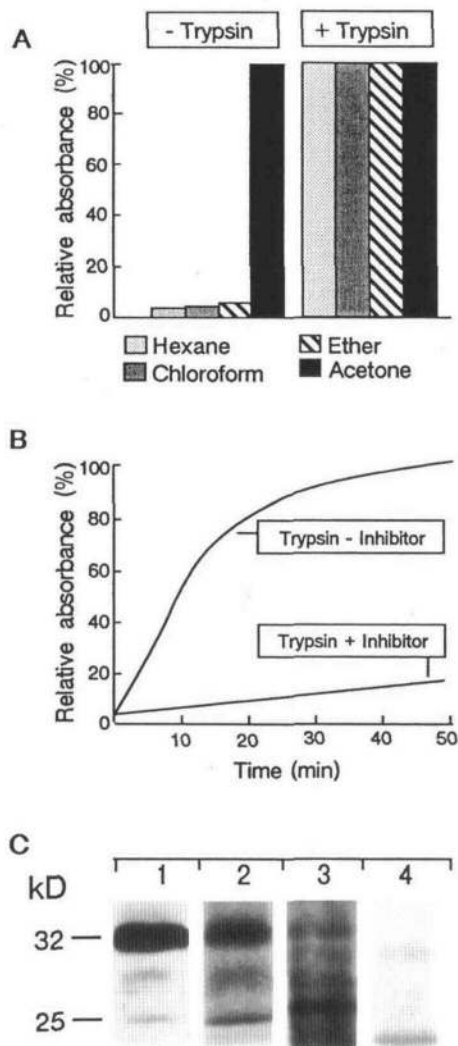 A
- Trypsin
+ Trypsin
Relative absorbance (%)
100
80
60
40
20
0
Hexane
Ether
Chloroform
Acetone
B
Relative absorbance (%)
100
80
60
40
20
0
Trypsin - Inhibitor
Trypsin + Inhibitor
10 20 30 40 50
Time (min)
C
kD
1 2 3 4
32
25